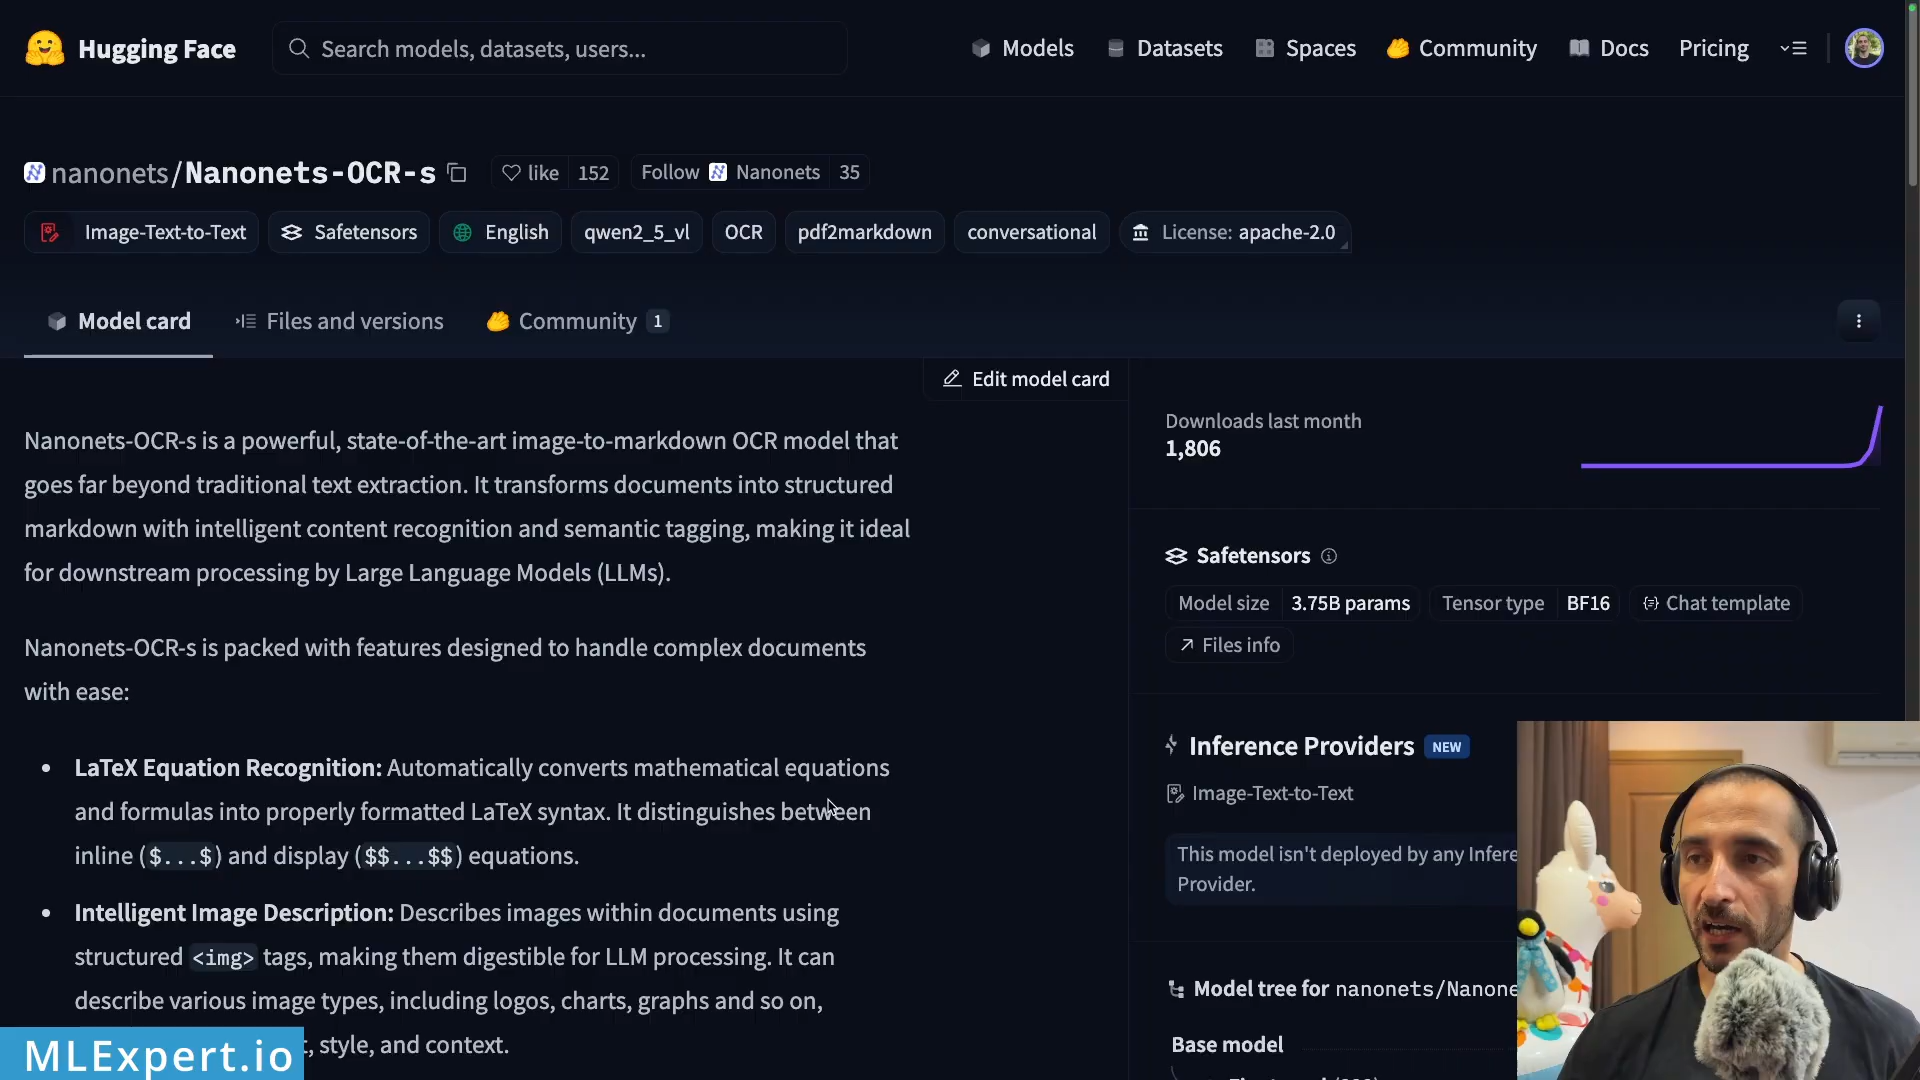 Hugging Face
Search models, datasets, users...
Models
Datasets
Spaces
Community
Docs
Pricing
nanonets/Nanonets-OCR-s
like 152
Follow Nanonets 35
Image-Text-to-Text
Safetensors
English
qwen2_5_vl
OCR
pdf2markdown
conversational
License: apache-2.0
Model card
Files and versions
Community 1
Edit model card
Nanonets-OCR-s is a powerful, state-of-the-art image-to-markdown OCR model that
goes far beyond traditional text extraction. It transforms documents into structured
markdown with intelligent content recognition and semantic tagging, making it ideal
for downstream processing by Large Language Models (LLMs).
Nanonets-OCR-s is packed with features designed to handle complex documents
with ease:
• LaTeX Equation Recognition: Automatically converts mathematical equations
and formulas into properly formatted LaTeX syntax. It distinguishes between
inline ($...$) and display ($$...$$) equations.
• Intelligent Image Description: Describes images within documents using
structured <img> tags, making them digestible for LLM processing. It can
describe various image types, including logos, charts, graphs and so on,
, style, and context.
MLExpert.io
Downloads last month
1,806
Safetensors
Model size 3.75B params
Tensor type BF16
Chat template
Files info
Inference Providers NEW
Image-Text-to-Text
This model isn't deployed by any Infere
Provider.
Model tree for nanonets/Nanone
Base model